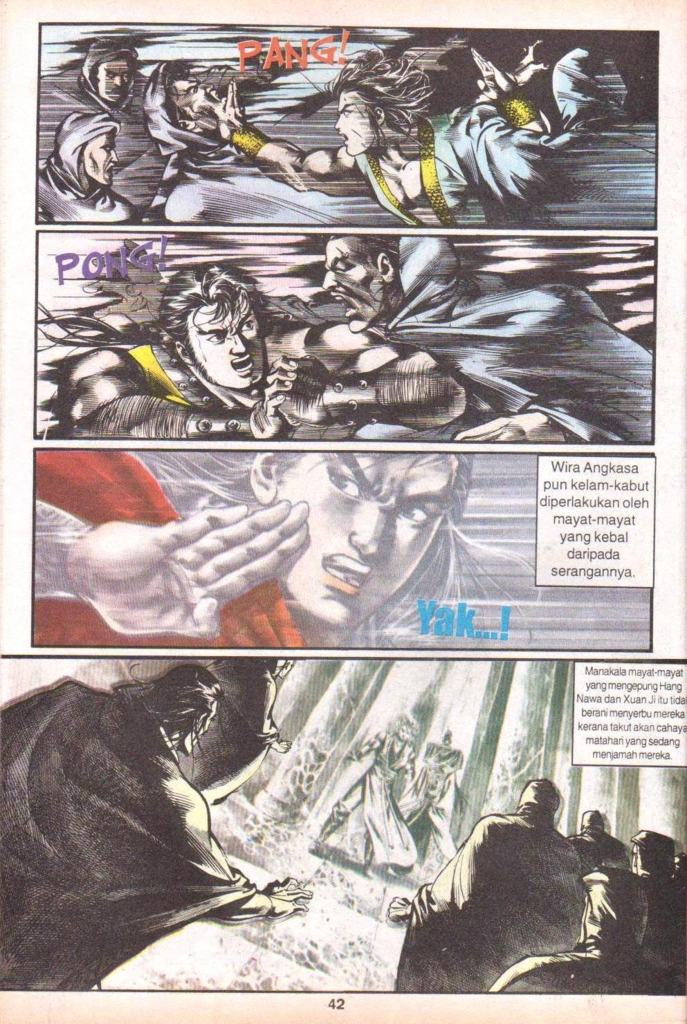 PANG!
PONG!
Wira Angkasa
pun kelam-kabut
diperlakukan oleh
mayat-mayat
yang kebal
daripada
serangannya.
Yak...!
Manakala mayat-mayat
yang mengepung Hang
Nawa dan Xuan Ji itu tida
berani menyerbu mereka
kerana takut akan cahaya
matahari yang sedang
menjamah mereka.
42